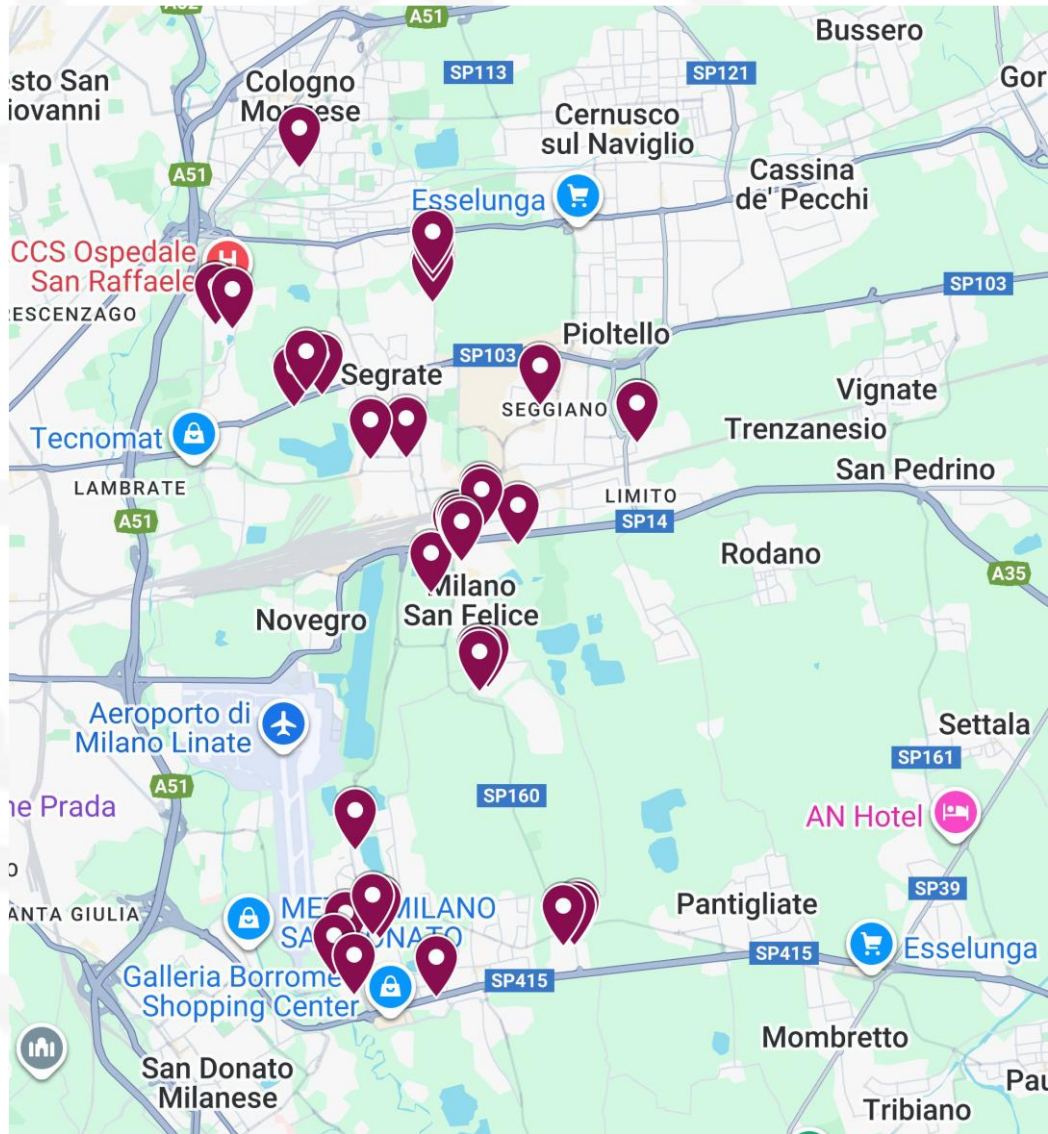 A51
Bussero
SP113
SP121
esto San
iovanni
Cologno
Gor
Cernusco
sul Naviglio
A51
Cassina
de' Pecchi
Esselunga
CCS Ospedale
San Raffaele
RESCENZAGO
SP103
Pioltello
SP103
Segrate
SEGGIANO
Vignate
Tecnomat
Trenzanesio
LAMBRATE
San Pedrino
LIMITO
A51
SP14
Rodano
A35
Milano
San Felice
Novegro
Aeroporto di
Milano Linate
Settala
SP161
A51
SP160
ne Prada
AN Hotel
o
SP39
ANTA GIULIA
MILANO
Pantigliate
SP415
Esselunga
Galleria
Shopping Center
SP415
Mombretto
San Donato
Milanese
Pau
Tribiano